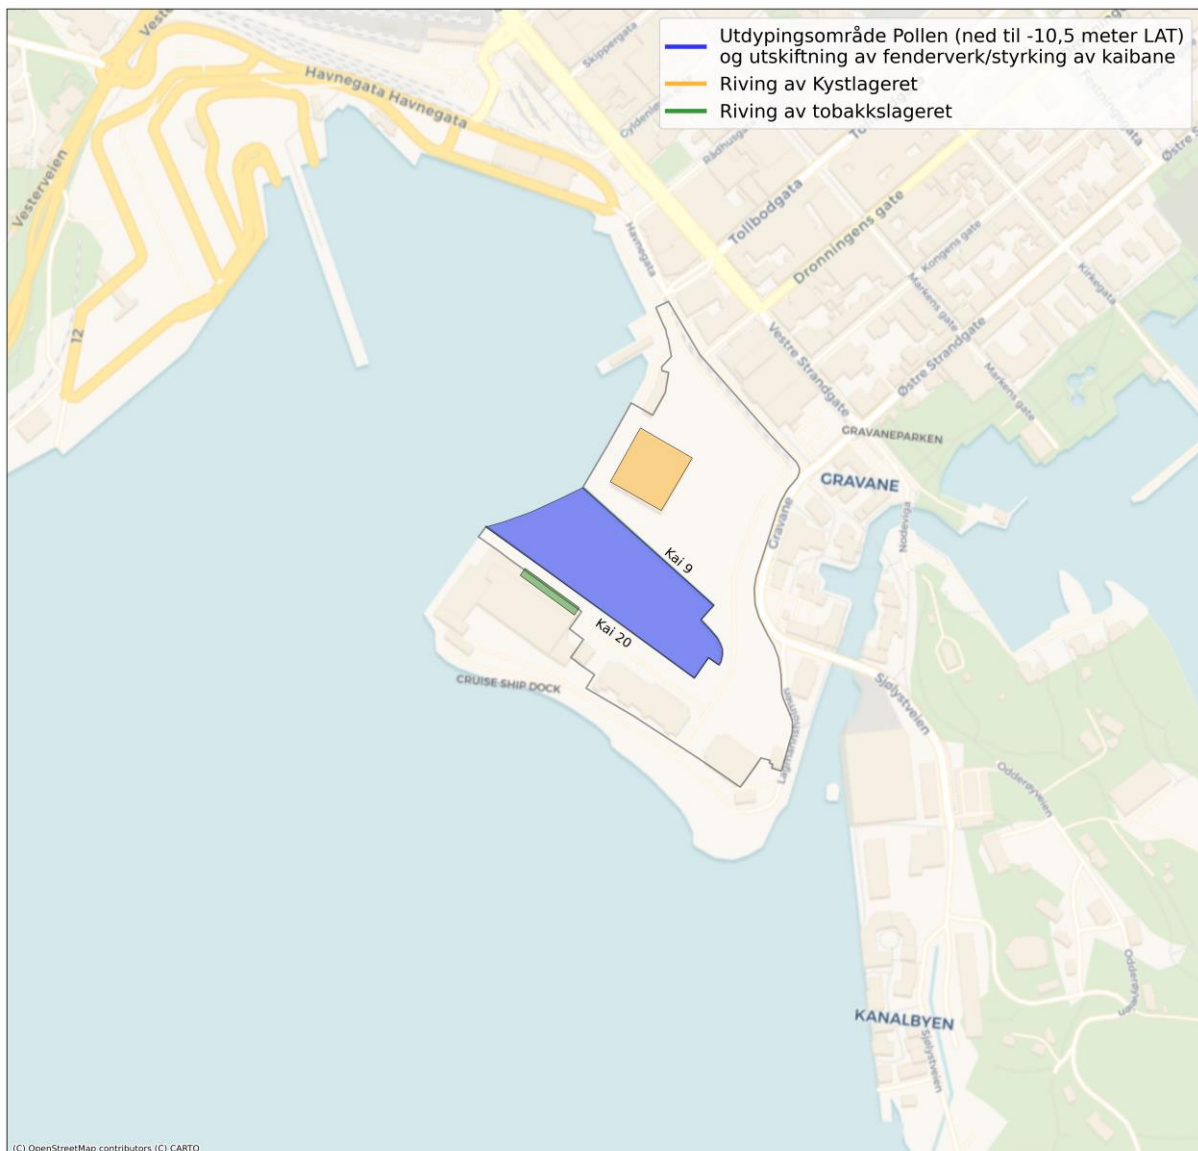 Utdypingsområde Pollen (ned til -10,5 meter LAT)
og utskiftning av fenderverk/styrking av kaibane
Riving av Kystlageret
Riving av tobakkslageret
Skippergata
Havnegata Havnegata
Vesterveien
Rådhusgata
Østre
Tollbodgata
Dronningens gate
Havnegata
Kongens gate
Markens gate
Kirkegata
12
Vestre Strandgate
Østre Strandgate
Markens gate
GRAVANEPARKEN
GRAVANE
Gravane
Nodeviga
Kai 9
Kai 20
CRUISE SHIP DOCK
Sjølystveien
Lagmannsholmen
Odderøyveien
Odderøyveien
KANALBYEN
Sjølystveien
(C) OpenStreetMap contributors (C) CARTO